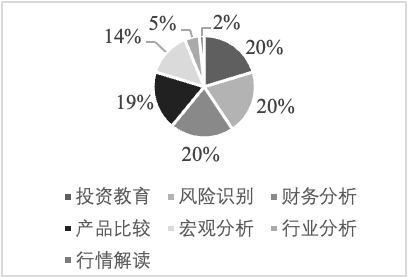 5%
2%
14%
20%
19%
20%
20%
投资教育 风险识别 财务分析
产品比较 宏观分析 行业分析
行情解读